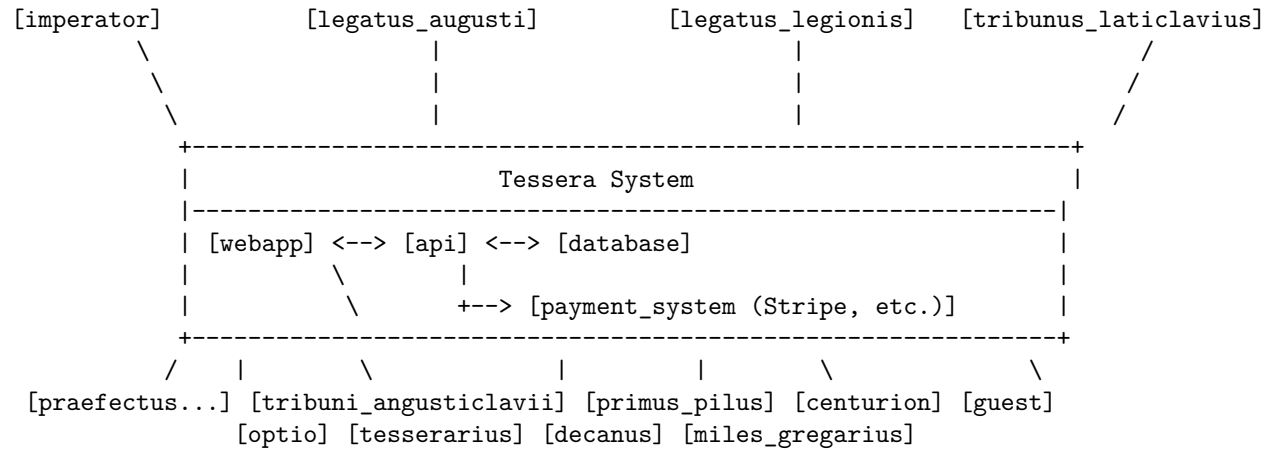 [imperator] [legatus_augusti] [legatus_legionis] [tribunus_laticlavius]
Tessera System
[webapp] <--> [api] <--> [database]
+--> [payment_system (Stripe, etc.)]
[praefectus...] [tribuni_angusticlavii] [primus_pilus] [centurion] [guest]
[optio] [tesserarius] [decanus] [miles_gregarius]